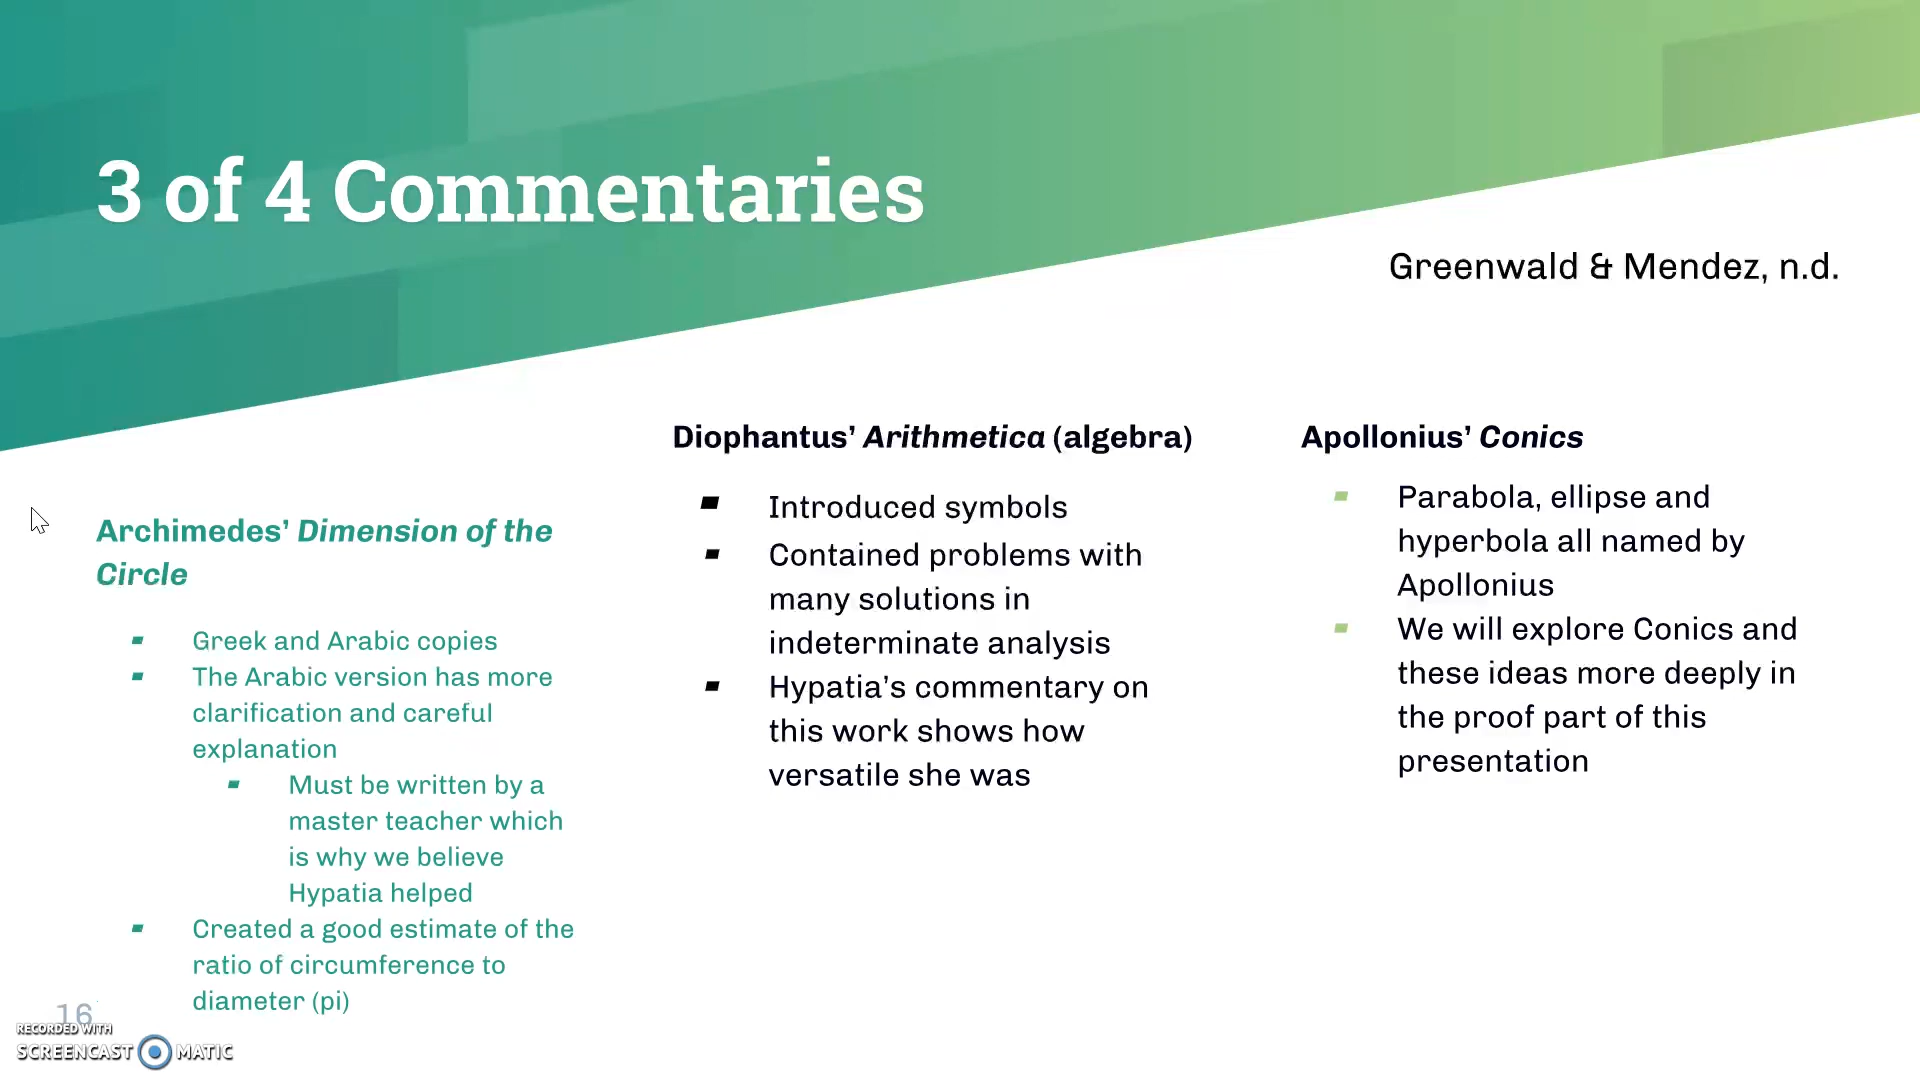 3 of 4 Commentaries
Greenwald & Mendez, n.d.
Archimedes’ Dimension of the
Circle
Greek and Arabic copies
The Arabic version has more
clarification and careful
explanation
Must be written by a
master teacher which
is why we believe
Hypatia helped
Created a good estimate of the
ratio of circumference to
diameter (pi)
Diophantus’ Arithmetica (algebra)
Introduced symbols
Contained problems with
many solutions in
indeterminate analysis
Hypatia’s commentary on
this work shows how
versatile she was
Apollonius’ Conics
Parabola, ellipse and
hyperbola all named by
Apollonius
We will explore Conics and
these ideas more deeply in
the proof part of this
presentation
16
RECORDED WITH
SCREENCAST MATIC